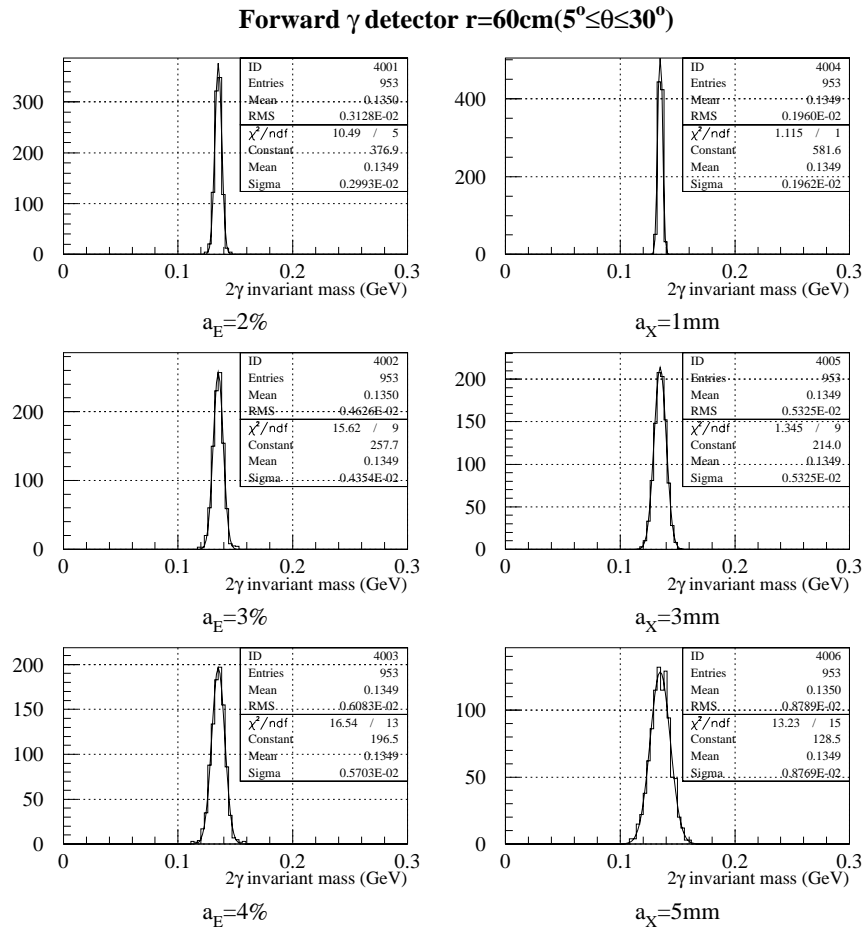 Forward γ detector r=60cm(5°≤θ≤30°)
ID 4001
Entries 953
Mean 0.1350
RMS 0.3128E-02
χ²/ndf 10.49 / 5
Constant 376.9
Mean 0.1349
Sigma 0.2993E-02
300
200
100
0
0 0.1 0.2 0.3
2γ invariant mass (GeV)
a_E=2%
ID 4004
Entries 953
Mean 0.1349
RMS 0.1960E-02
χ²/ndf 1.115 / 1
Constant 581.6
Mean 0.1349
Sigma 0.1962E-02
400
200
0
0 0.1 0.2 0.3
2γ invariant mass (GeV)
a_X=1mm
ID 4002
Entries 953
Mean 0.1350
RMS 0.4626E-02
χ²/ndf 15.62 / 9
Constant 257.7
Mean 0.1349
Sigma 0.4354E-02
200
100
0
0 0.1 0.2 0.3
2γ invariant mass (GeV)
a_E=3%
ID 4005
Entries 953
Mean 0.1349
RMS 0.5325E-02
χ²/ndf 1.345 / 9
Constant 214.0
Mean 0.1349
Sigma 0.5325E-02
200
150
100
50
0
0 0.1 0.2 0.3
2γ invariant mass (GeV)
a_X=3mm
ID 4003
Entries 953
Mean 0.1349
RMS 0.6083E-02
χ²/ndf 16.54 / 13
Constant 196.5
Mean 0.1349
Sigma 0.5703E-02
200
150
100
50
0
0 0.1 0.2 0.3
2γ invariant mass (GeV)
a_E=4%
ID 4006
Entries 953
Mean 0.1350
RMS 0.8789E-02
χ²/ndf 13.23 / 15
Constant 128.5
Mean 0.1349
Sigma 0.8769E-02
100
50
0
0 0.1 0.2 0.3
2γ invariant mass (GeV)
a_X=5mm